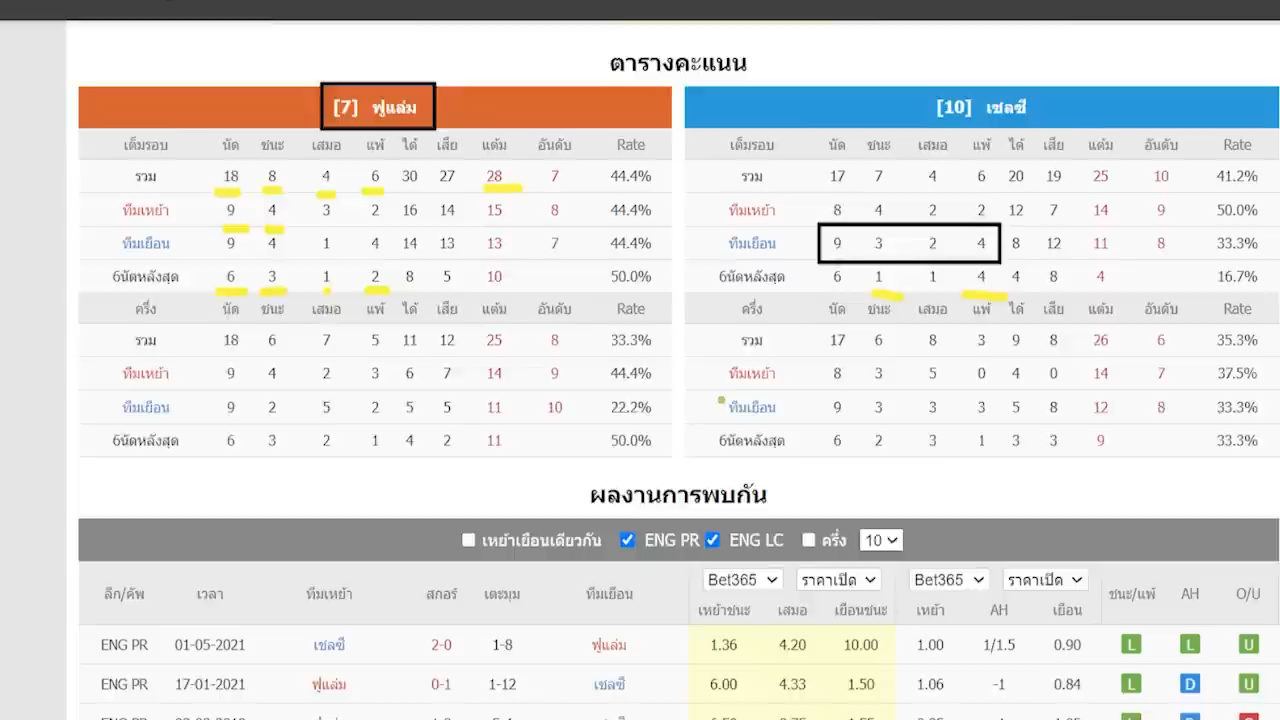 ตารางคะแนน
[7] ฟูแล่ม [10] เชลซี
เต็มรอบ นัด ชนะ เสมอ แพ้ ได้ เสีย แต้ม อันดับ Rate เต็มรอบ นัด ชนะ เสมอ แพ้ ได้ เสีย แต้ม อันดับ Rate
รวม 18 8 4 6 30 27 28 7 44.4% รวม 17 7 4 6 20 19 25 10 41.2%
ทีมเหย้า 9 4 3 2 16 14 15 8 44.4% ทีมเหย้า 8 4 2 2 12 7 14 9 50.0%
ทีมเยือน 9 4 1 4 14 13 13 7 44.4% ทีมเยือน 9 3 2 4 8 12 11 8 33.3%
6นัดหลังสุด 6 3 1 2 8 5 10 50.0% 6นัดหลังสุด 6 1 1 4 4 8 4 16.7%
ครึ่ง นัด ชนะ เสมอ แพ้ ได้ เสีย แต้ม อันดับ Rate ครึ่ง นัด ชนะ เสมอ แพ้ ได้ เสีย แต้ม อันดับ Rate
รวม 18 6 7 5 11 12 25 8 33.3% รวม 17 6 8 3 9 8 26 6 35.3%
ทีมเหย้า 9 4 2 3 6 7 14 9 44.4% ทีมเหย้า 8 3 5 0 4 0 14 7 37.5%
ทีมเยือน 9 2 5 2 5 5 11 10 22.2% ทีมเยือน 9 3 3 3 5 8 12 8 33.3%
6นัดหลังสุด 6 3 2 1 4 2 11 50.0% 6นัดหลังสุด 6 2 3 1 3 3 9 33.3%
ผลงานการพบกัน
เหย้าเยือนเดียวกัน ENG PR ENG LC ครึ่ง 10
Bet365 ราคาเปิด Bet365 ราคาเปิด
ลีก/คัพ เวลา ทีมเหย้า สกอร์ เตะมุม ทีมเยือน เหย้าชนะ เสมอ เยือนชนะ เหย้า AH เยือน ชนะ/แพ้ AH O/U
ENG PR 01-05-2021 เชลซี 2-0 1-8 ฟูแล่ม 1.36 4.20 10.00 1.00 1/1.5 0.90 L L U
ENG PR 17-01-2021 ฟูแล่ม 0-1 1-12 เชลซี 6.00 4.33 1.50 1.06 -1 0.84 L D U